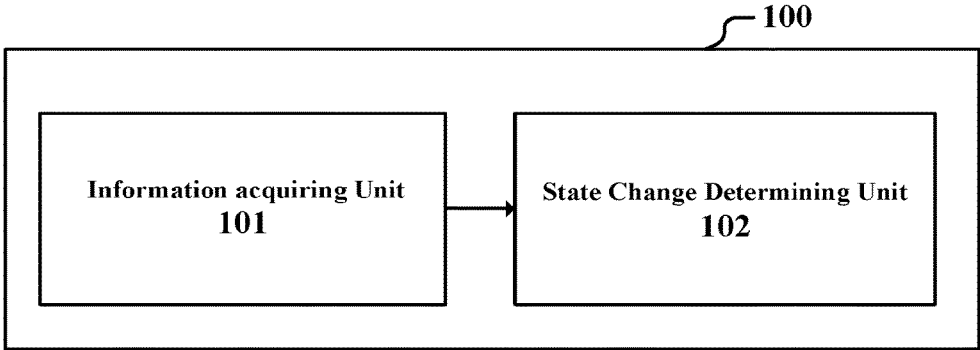 100
Information acquiring Unit
101
State Change Determining Unit
102